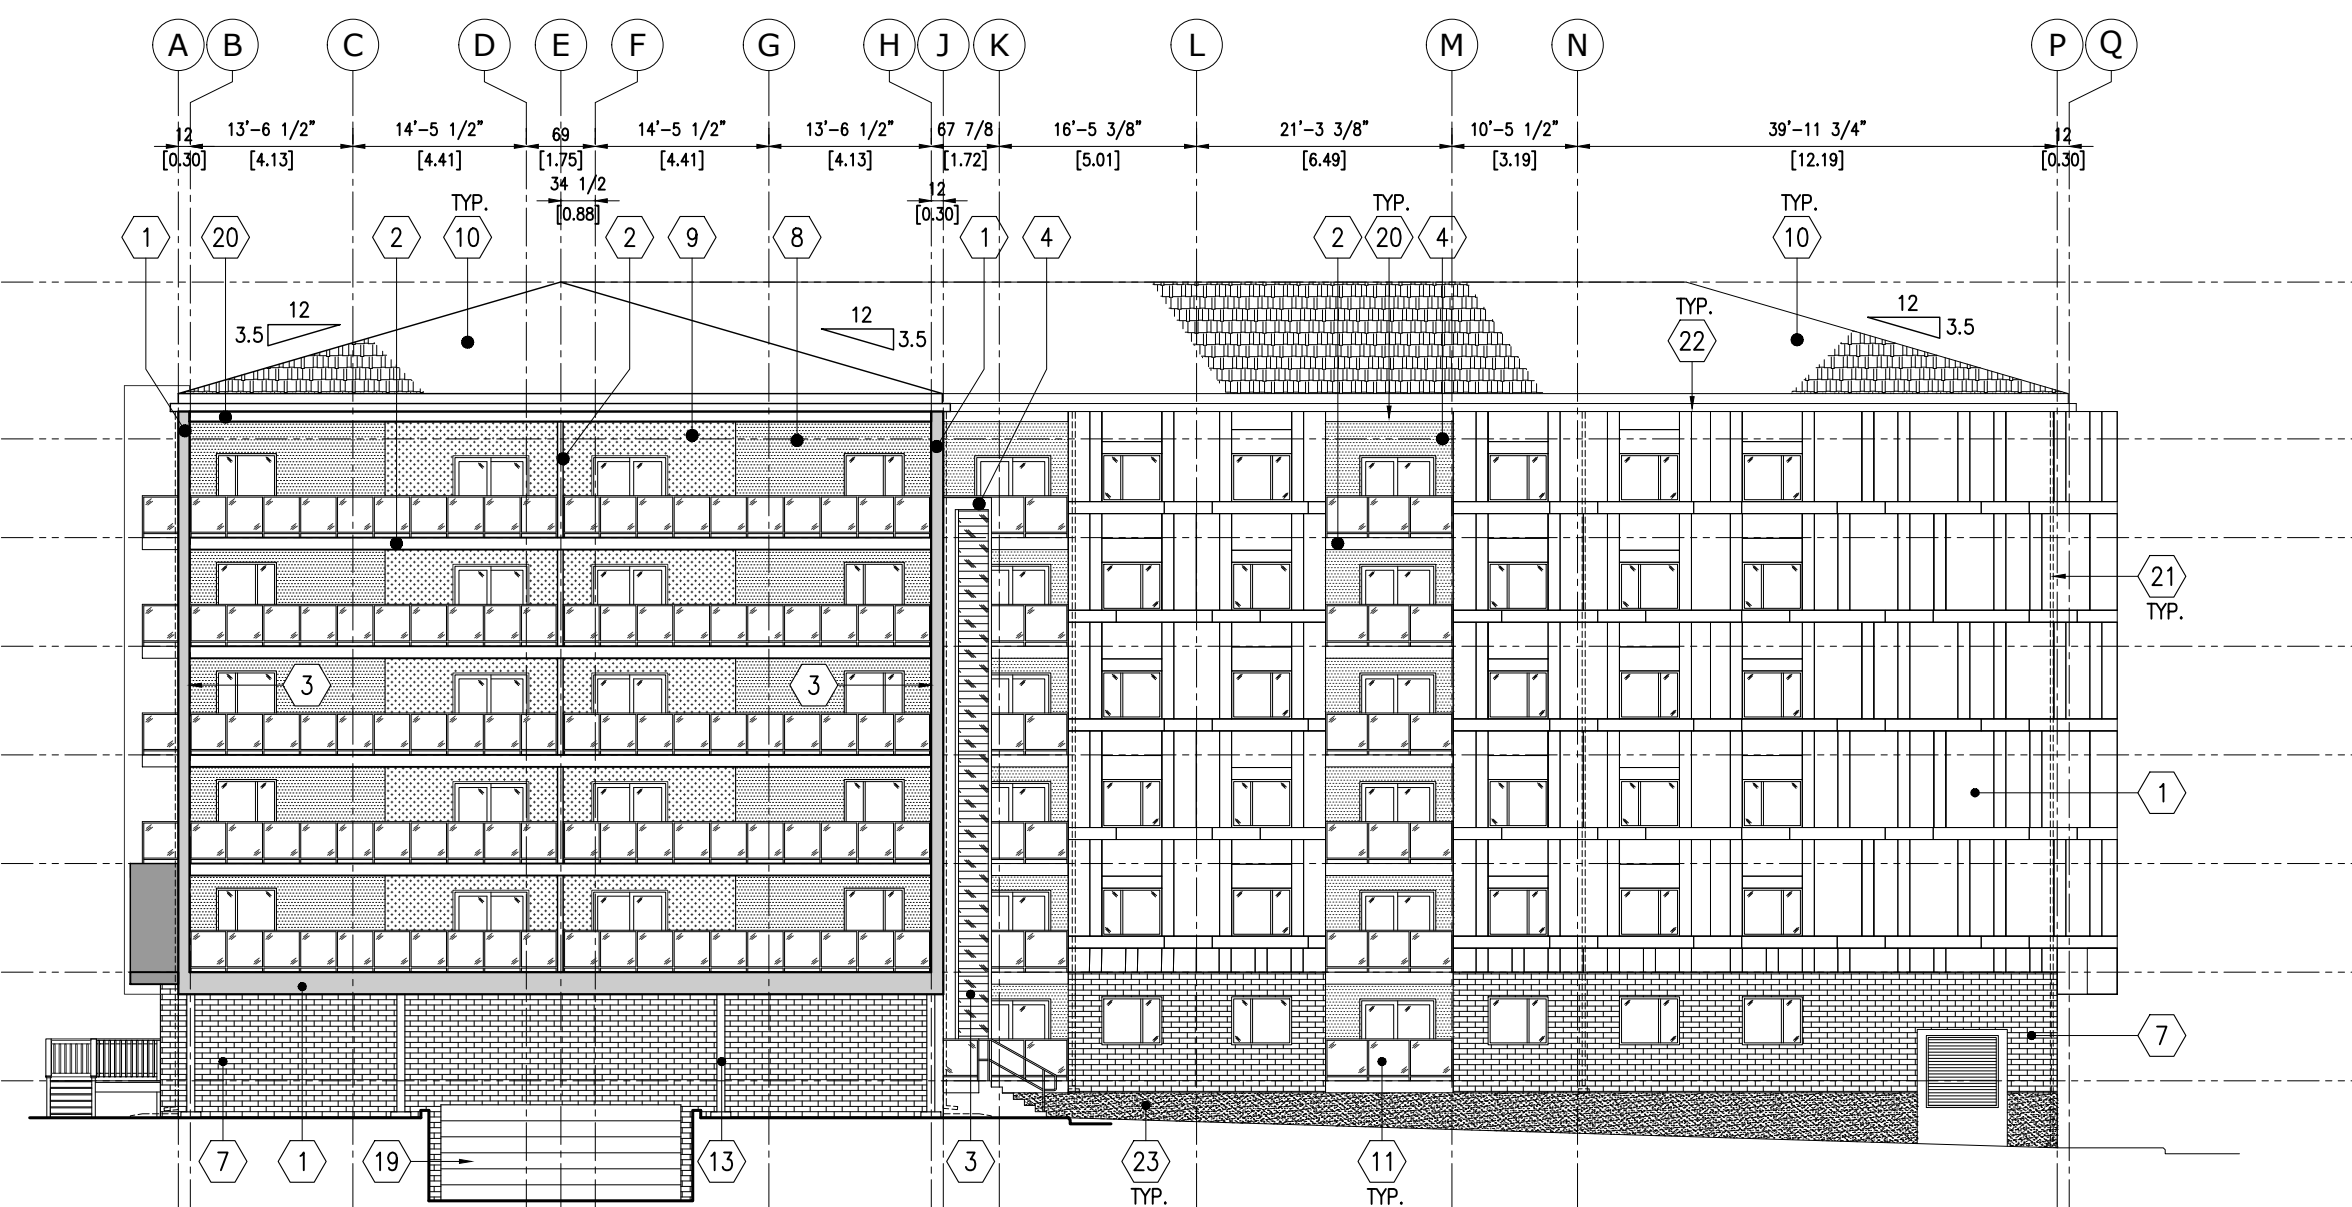 A B C D E F G H J K L M N P Q
12 13'-6 1/2" 14'-5 1/2" 69 14'-5 1/2" 13'-6 1/2" 67 7/8 16'-5 3/8" 21'-3 3/8" 10'-5 1/2" 39'-11 3/4" 12
[0.30] [4.13] [4.41] [1.75] [4.41] [4.13] [1.72] [5.01] [6.49] [3.19] [12.19] [0.30]
34 1/2 12
[0.88] [0.30]
TYP. TYP. TYP.
1 20 2 10 2 9 8 1 4 2 20 4 10
12 12 12
3.5 3.5 3.5
TYP.
22
21
TYP.
3 3
1
7
7 1 19 13 3 23 11
TYP. TYP.